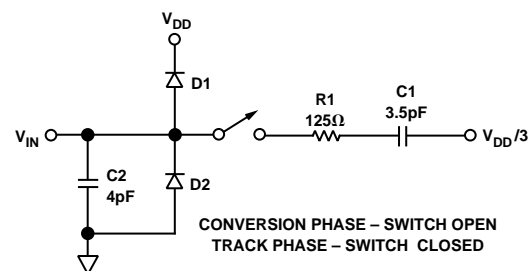 VDD
D1
R1
125Ω
C1
3.5pF
VIN
VDD/3
C2
4pF
D2
CONVERSION PHASE – SWITCH OPEN
TRACK PHASE – SWITCH CLOSED